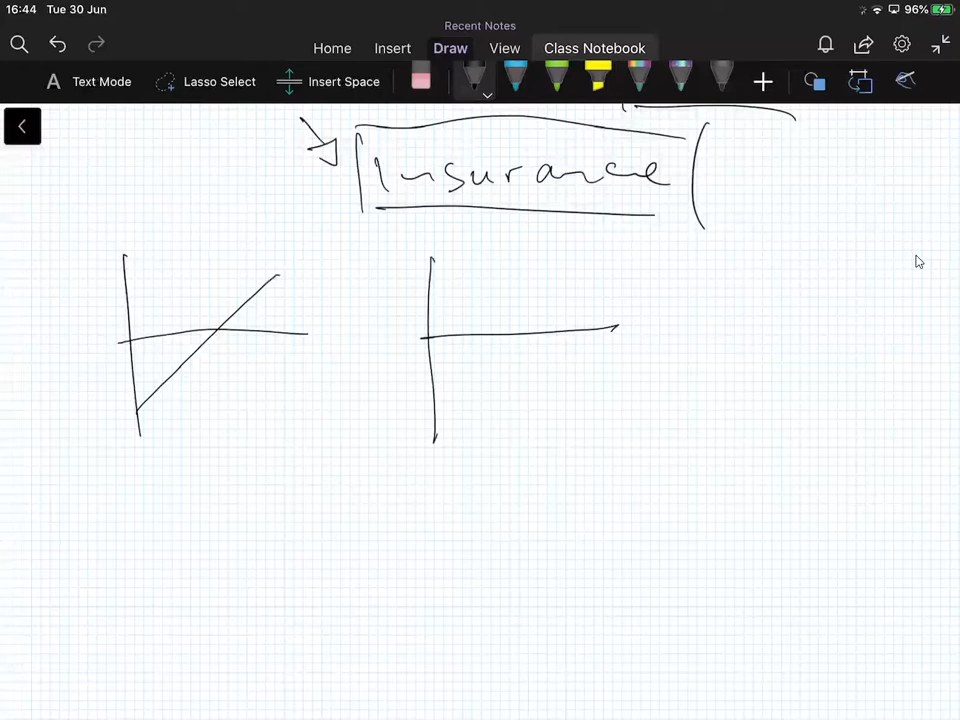 16:44 Tue 30 Jun
96%
Recent Notes
Home Insert Draw View Class Notebook
Text Mode Lasso Select Insert Space
Insurance (